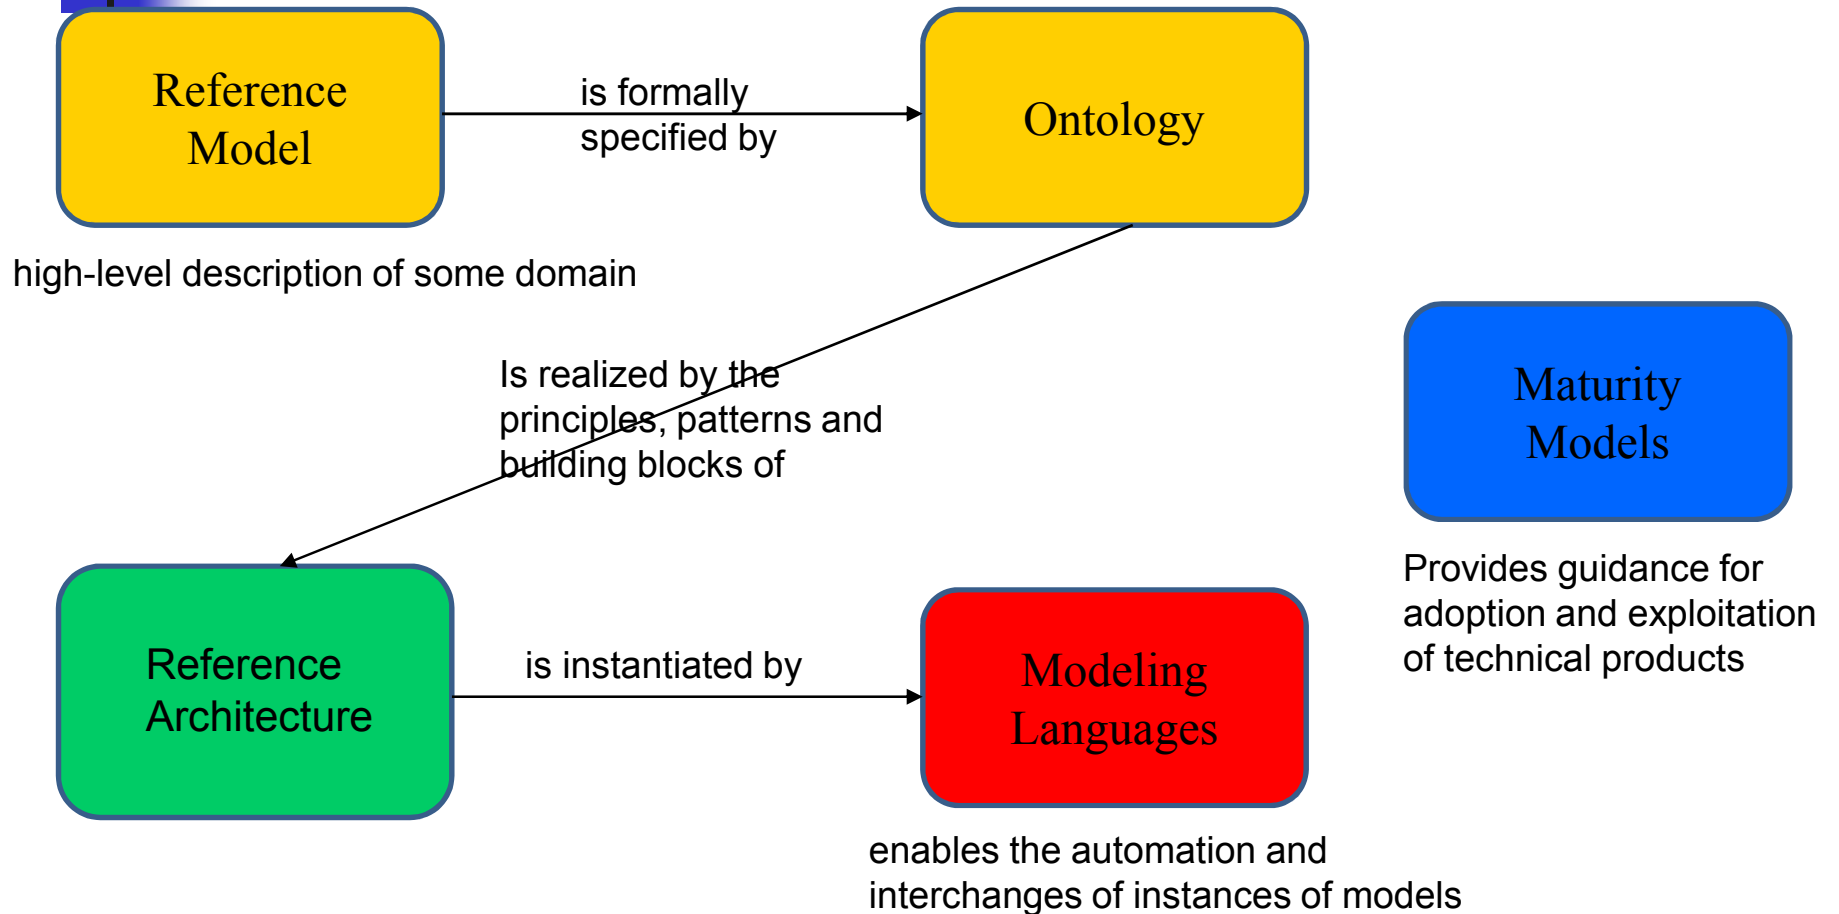 Reference
Model
is formally
specified by
Ontology
high-level description of some domain
Is realized by the
principles, patterns and
building blocks of
Maturity
Models
Provides guidance for
adoption and exploitation
of technical products
Reference
Architecture
is instantiated by
Modeling
Languages
enables the automation and
interchanges of instances of models